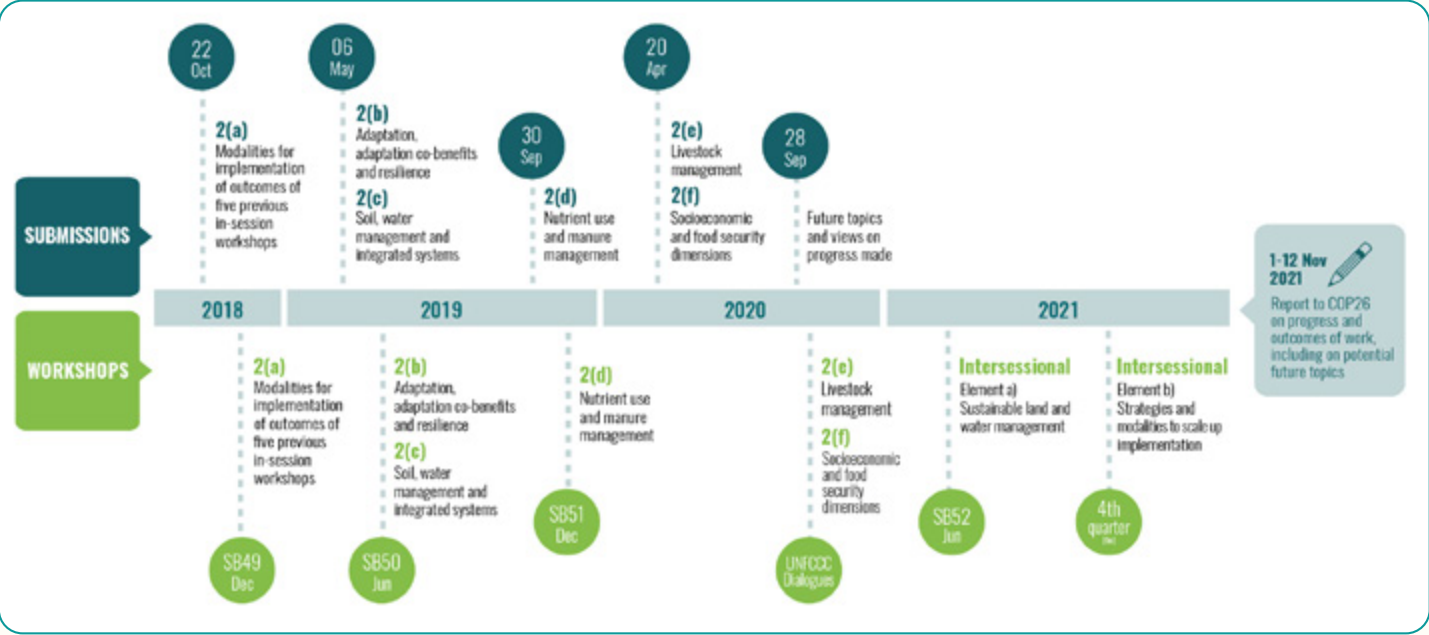 22
Oct
2(a)
Modalities for
implementation
of outcomes of
five previous
in-session
workshops
06
May
2(b)
Adaptation,
adaptation co-benefits
and resilience
2(c)
Soil, water
management and
integrated systems
30
Sep
2(d)
Nutrient use
and manure
management
20
Apr
2(e)
Livestock
management
2(f)
Socioeconomic
and food security
dimensions
28
Sep
Future topics
and views on
progress made
SUBMISSIONS
2018
2019
2020
2021
1-12 Nov
2021
Report to COP26
on progress and
outcomes of work,
including on potential
future topics
WORKSHOPS
2(a)
Modalities for
implementation
of outcomes of
five previous
in-session
workshops
SB49
Dec
2(b)
Adaptation,
adaptation co-benefits
and resilience
2(c)
Soil, water
management and
integrated systems
SB50
Jun
2(d)
Nutrient use
and manure
management
SB51
Dec
2(e)
Livestock
management
2(f)
Socioeconomic
and food
security
dimensions
UNFCCC
Dialogues
Intersessional
Element a)
Sustainable land and
water management
SB52
Jun
Intersessional
Element b)
Strategies and
modalities to scale up
implementation
4th
quarter